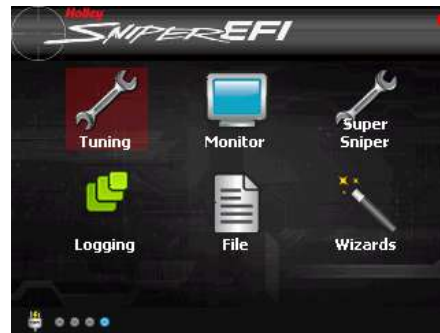 Holley
SNIPER EFI
Tuning
Monitor
Super
Sniper
Logging
File
Wizards